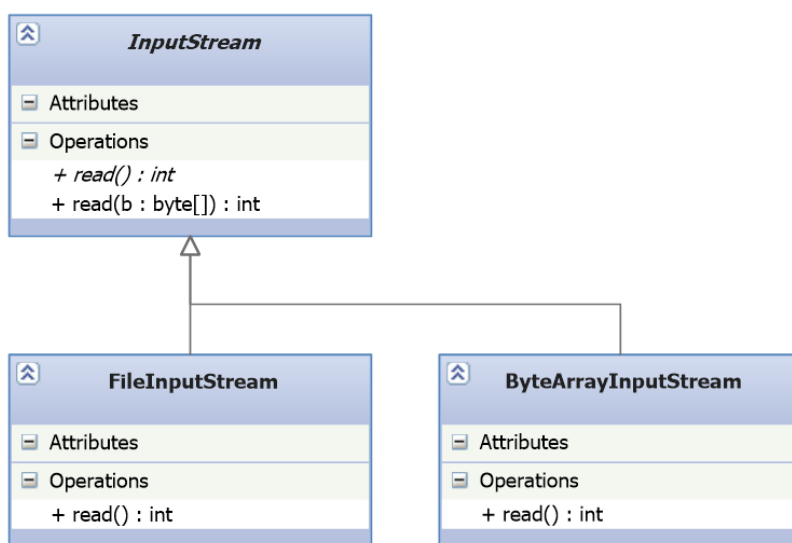 InputStream
Attributes
Operations
+ read() : int
+ read(b : byte[]) : int
FileInputStream
Attributes
Operations
+ read() : int
ByteArrayInputStream
Attributes
Operations
+ read() : int